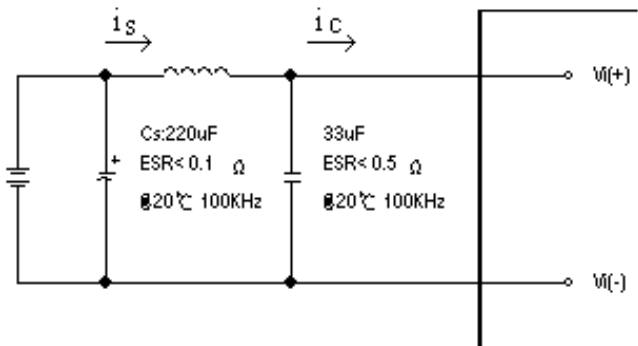 is
ic
Vi(+)
Cs:220uF
ESR< 0.1 Ω
@20℃ 100KHz
+
33uF
ESR< 0.5 Ω
@20℃ 100KHz
Vi(-)